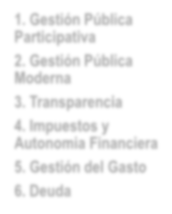 1. Gestión Pública
Participativa
2. Gestión Pública
Moderna
3. Transparencia
4. Impuestos y
Autonomia Financiera
5. Gestión del Gasto
6. Deuda